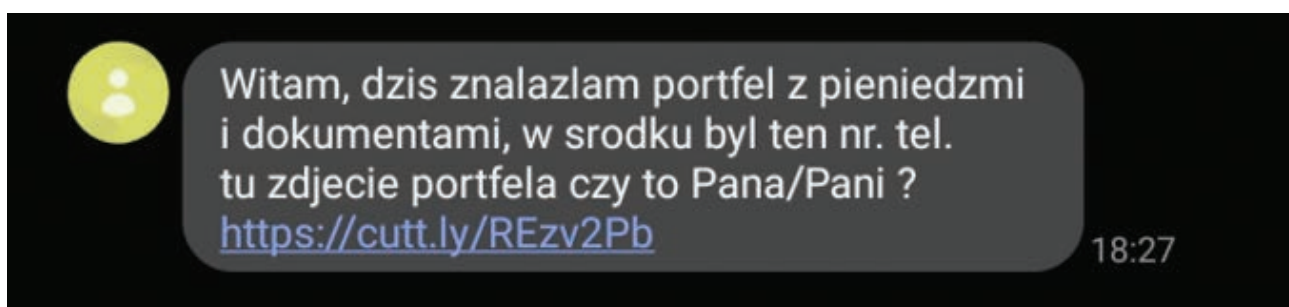 Witam, dzis znalazlam portfel z pieniedzmi
i dokumentami, w srodku byl ten nr. tel.
tu zdjecie portfela czy to Pana/Pani ?
https://cutt.ly/REzv2Pb
18:27